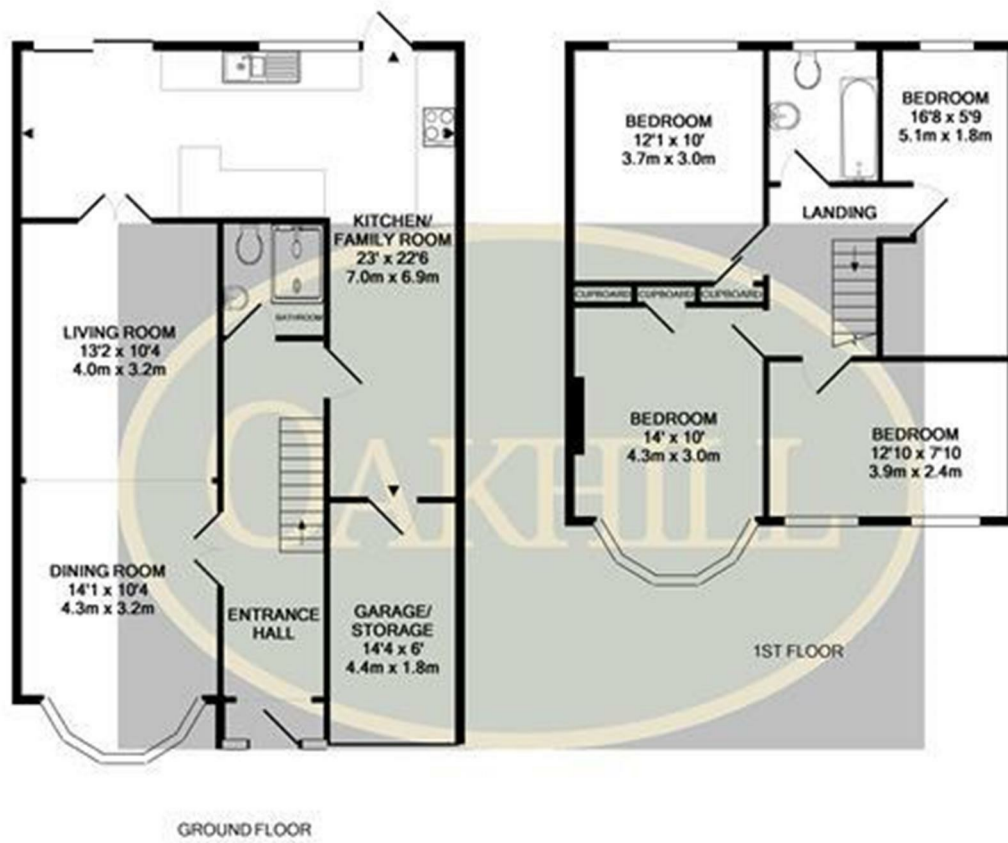 KITCHEN/
FAMILY ROOM
23' x 22'6
7.0m x 6.9m
BATHROOM
LIVING ROOM
13'2 x 10'4
4.0m x 3.2m
DINING ROOM
14'1 x 10'4
4.3m x 3.2m
ENTRANCE
HALL
GARAGE/
STORAGE
14'4 x 6'
4.4m x 1.8m
GROUND FLOOR
BEDROOM
12'1 x 10'
3.7m x 3.0m
BEDROOM
16'8 x 5'9
5.1m x 1.8m
LANDING
CUPBOARD
CUPBOARD
CUPBOARD
BEDROOM
14' x 10'
4.3m x 3.0m
BEDROOM
12'10 x 7'10
3.9m x 2.4m
1ST FLOOR
OAKHILL